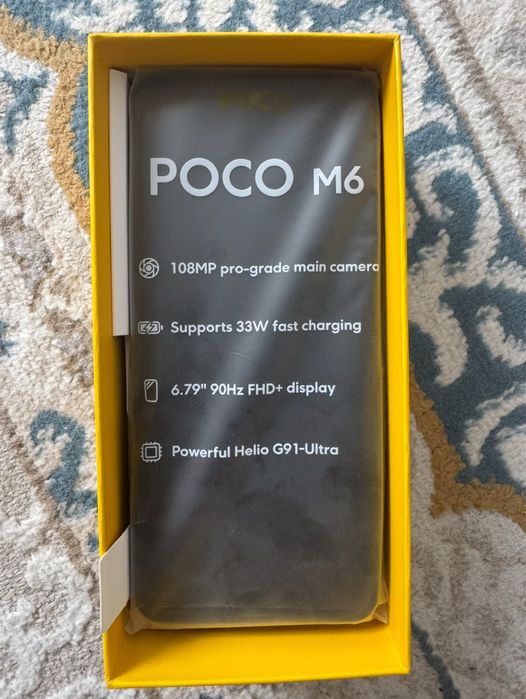 POCO
POCO M6
108MP pro-grade main camera
Supports 33W fast charging
6.79" 90Hz FHD+ display
Powerful Helio G91-Ultra